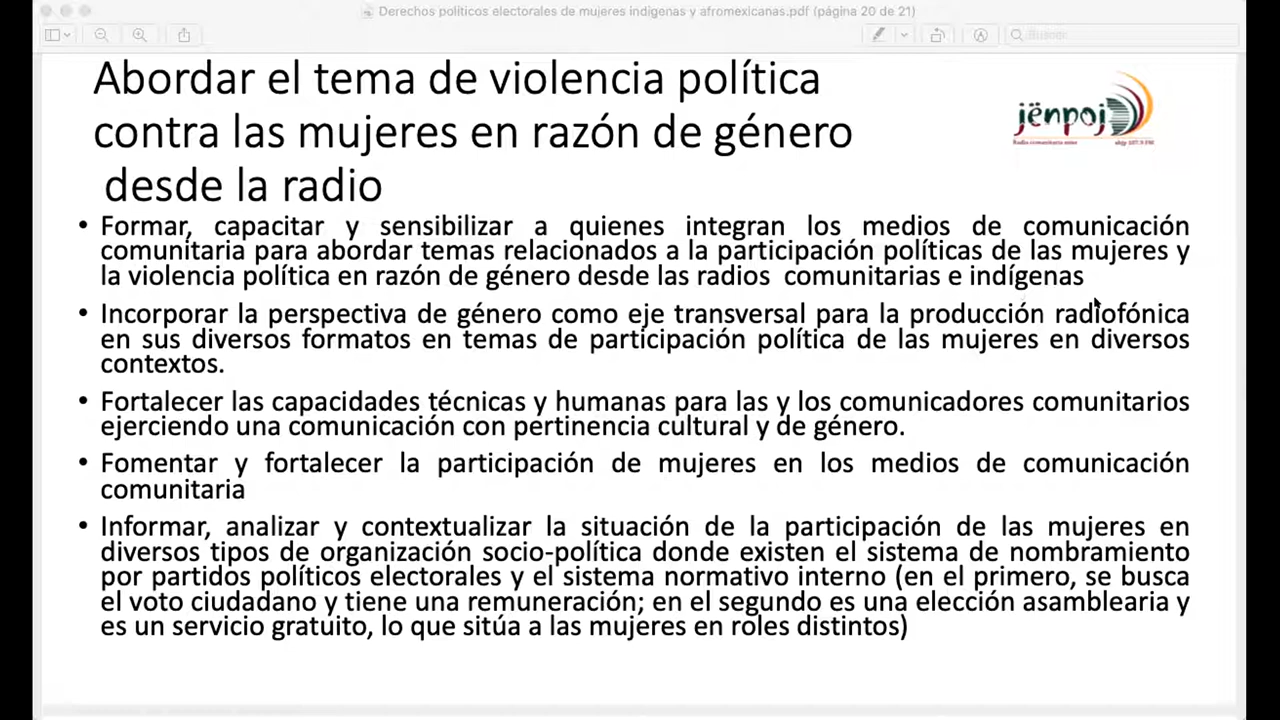 Derechos políticos electorales de mujeres indígenas y afromexicanas.pdf (página 20 de 21)
Buscar
Abordar el tema de violencia política
contra las mujeres en razón de género
desde la radio
jënpoj
Radio comunitaria
107.9 FM
• Formar, capacitar y sensibilizar a quienes integran los medios de comunicación
comunitaria para abordar temas relacionados a la participación políticas de las mujeres y
la violencia política en razón de género desde las radios comunitarias e indígenas
• Incorporar la perspectiva de género como eje transversal para la producción radiofónica
en sus diversos formatos en temas de participación política de las mujeres en diversos
contextos.
• Fortalecer las capacidades técnicas y humanas para las y los comunicadores comunitarios
ejerciendo una comunicación con pertinencia cultural y de género.
• Fomentar y fortalecer la participación de mujeres en los medios de comunicación
comunitaria
• Informar, analizar y contextualizar la situación de la participación de las mujeres en
diversos tipos de organización socio-política donde existen el sistema de nombramiento
por partidos políticos electorales y el sistema normativo interno (en el primero, se busca
el voto ciudadano y tiene una remuneración; en el segundo es una elección asamblearia y
es un servicio gratuito, lo que sitúa a las mujeres en roles distintos)